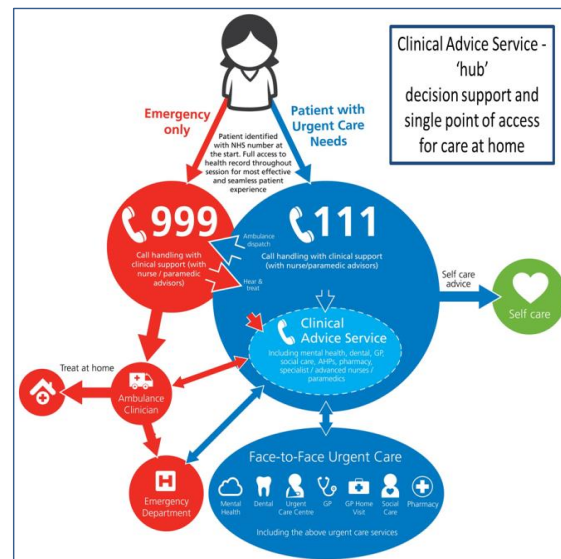 Clinical Advice Service -
‘hub’
decision support and
single point of access
for care at home
Emergency
only
Patient with
Urgent Care
Needs
Patient identified
with NHS number at
the start. Full access to
health record throughout
session for most effective
and seamless patient
experience
999
Call handling with
clinical support (with
nurse / paramedic
advisors)
Ambulance
dispatch
Hear &
treat
111
Call handling with clinical support
(with nurse/paramedic advisors)
Self care
advice
Self care
Clinical
Advice Service
Including mental health, dental, GP,
social care, AHPs, pharmacy,
specialist / advanced nurses /
paramedics
Treat at home
Ambulance
Clinician
H
Emergency
Department
Face-to-Face Urgent Care
Mental
Health
Dental
Urgent
Care Centre
GP
GP Home
Visit
Social
Care
Pharmacy
Including the above urgent care services